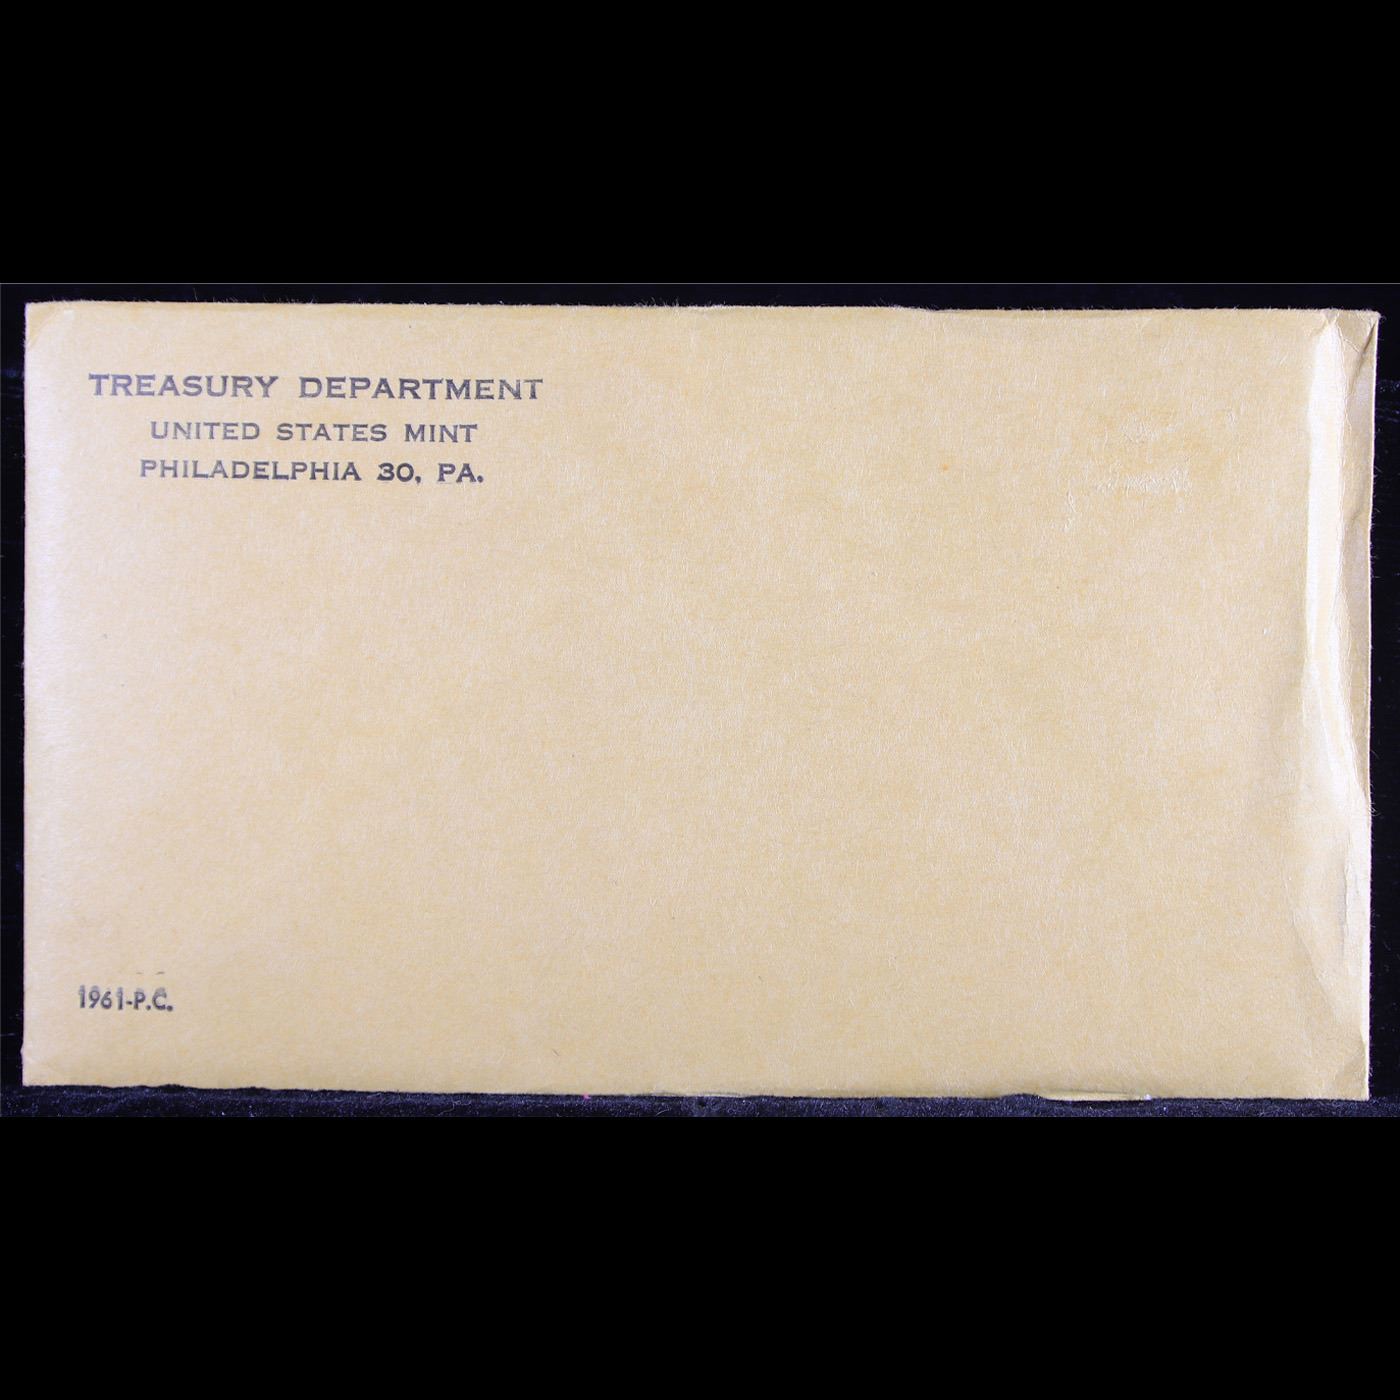 TREASURY DEPARTMENT
UNITED STATES MINT
PHILADELPHIA 30, PA.
1961-P.C.